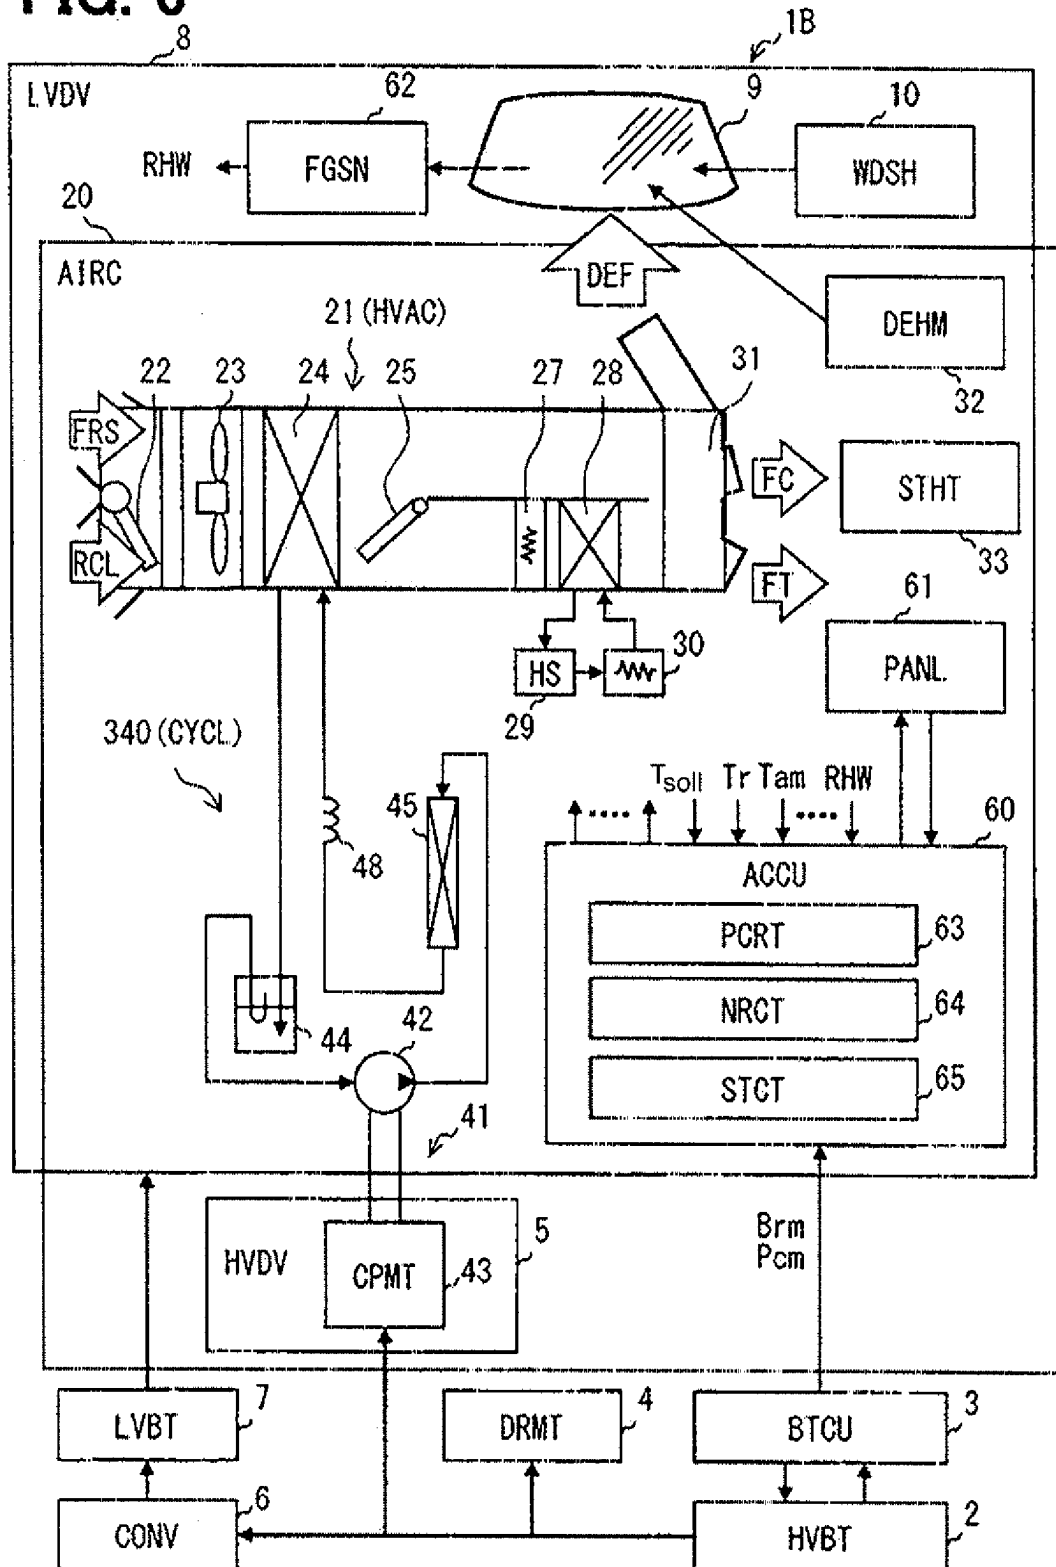 FIG. 6
8
1B
LVDV
62
9
10
RHW
FGSN
WDSH
20
AIRC
DEF
DEHM
32
21 (HVAC)
22
23
24
25
27
28
31
FRS
RCL
FC
FT
STHT
33
61
PANL
HS
29
30
340 (CYCL)
Tsoll
Tr
Tam
RHW
60
45
48
ACCU
PCRT
63
NRCT
64
STCT
65
44
42
41
HVDV
CPMT
43
5
Brm
Pcm
LVBT
7
DRMT
4
BTCU
3
CONV
6
HVBT
2